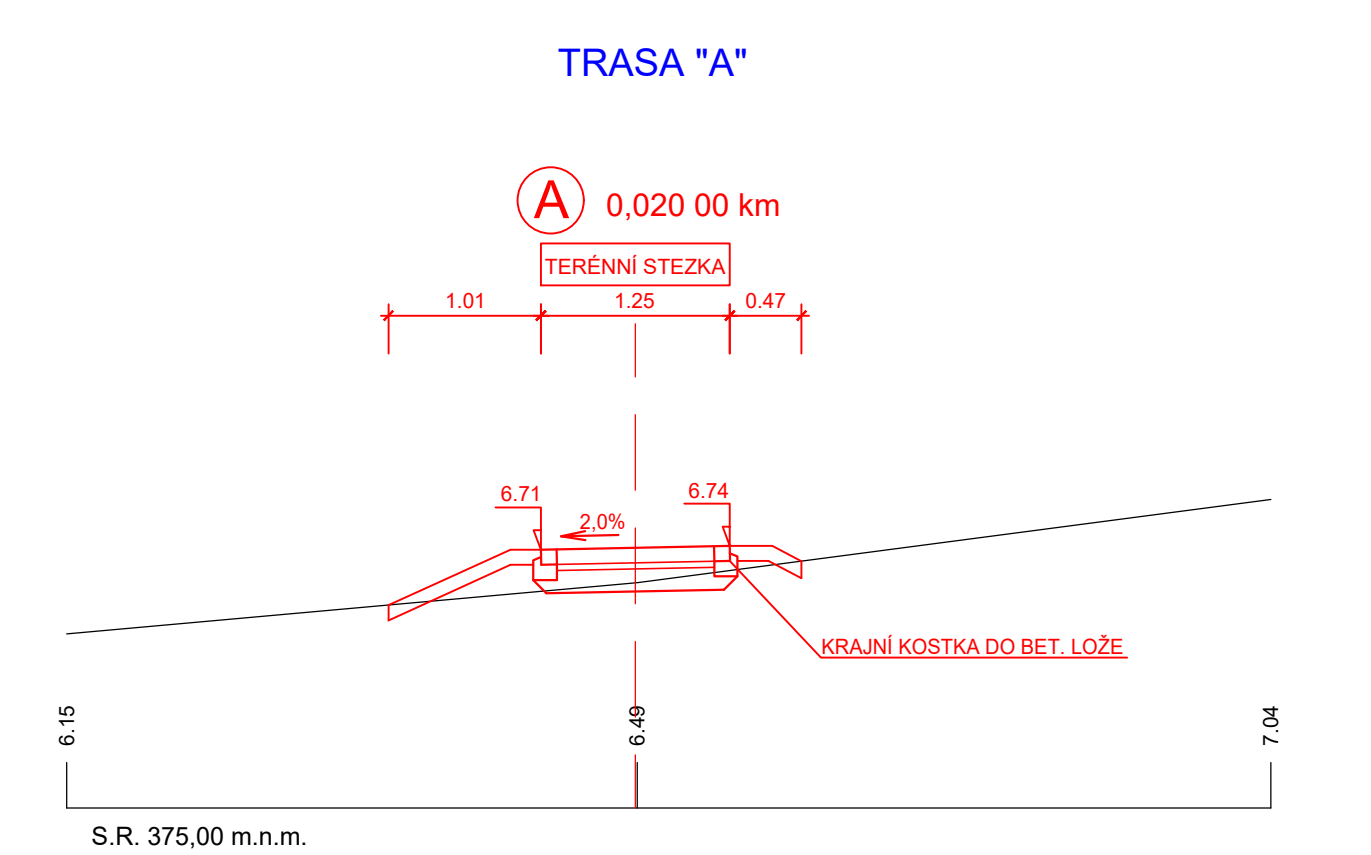 TRASA "A"
A
0,020 00 km
TERÉNNÍ STEZKA
1.01
1.25
0.47
6.71
2,0%
6.74
KRAJNÍ KOSTKA DO BET. LOŽE
6.15
6.49
7.04
S.R. 375,00 m.n.m.